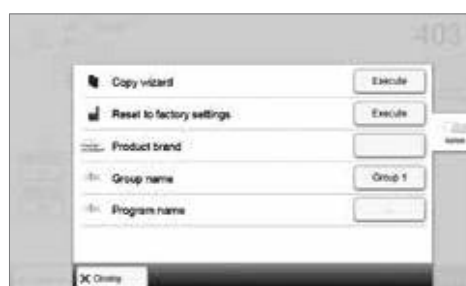 403
Copy wizard Execute
Reset to factory settings Execute
Product brand
Group name Group 1
Program name
Closing